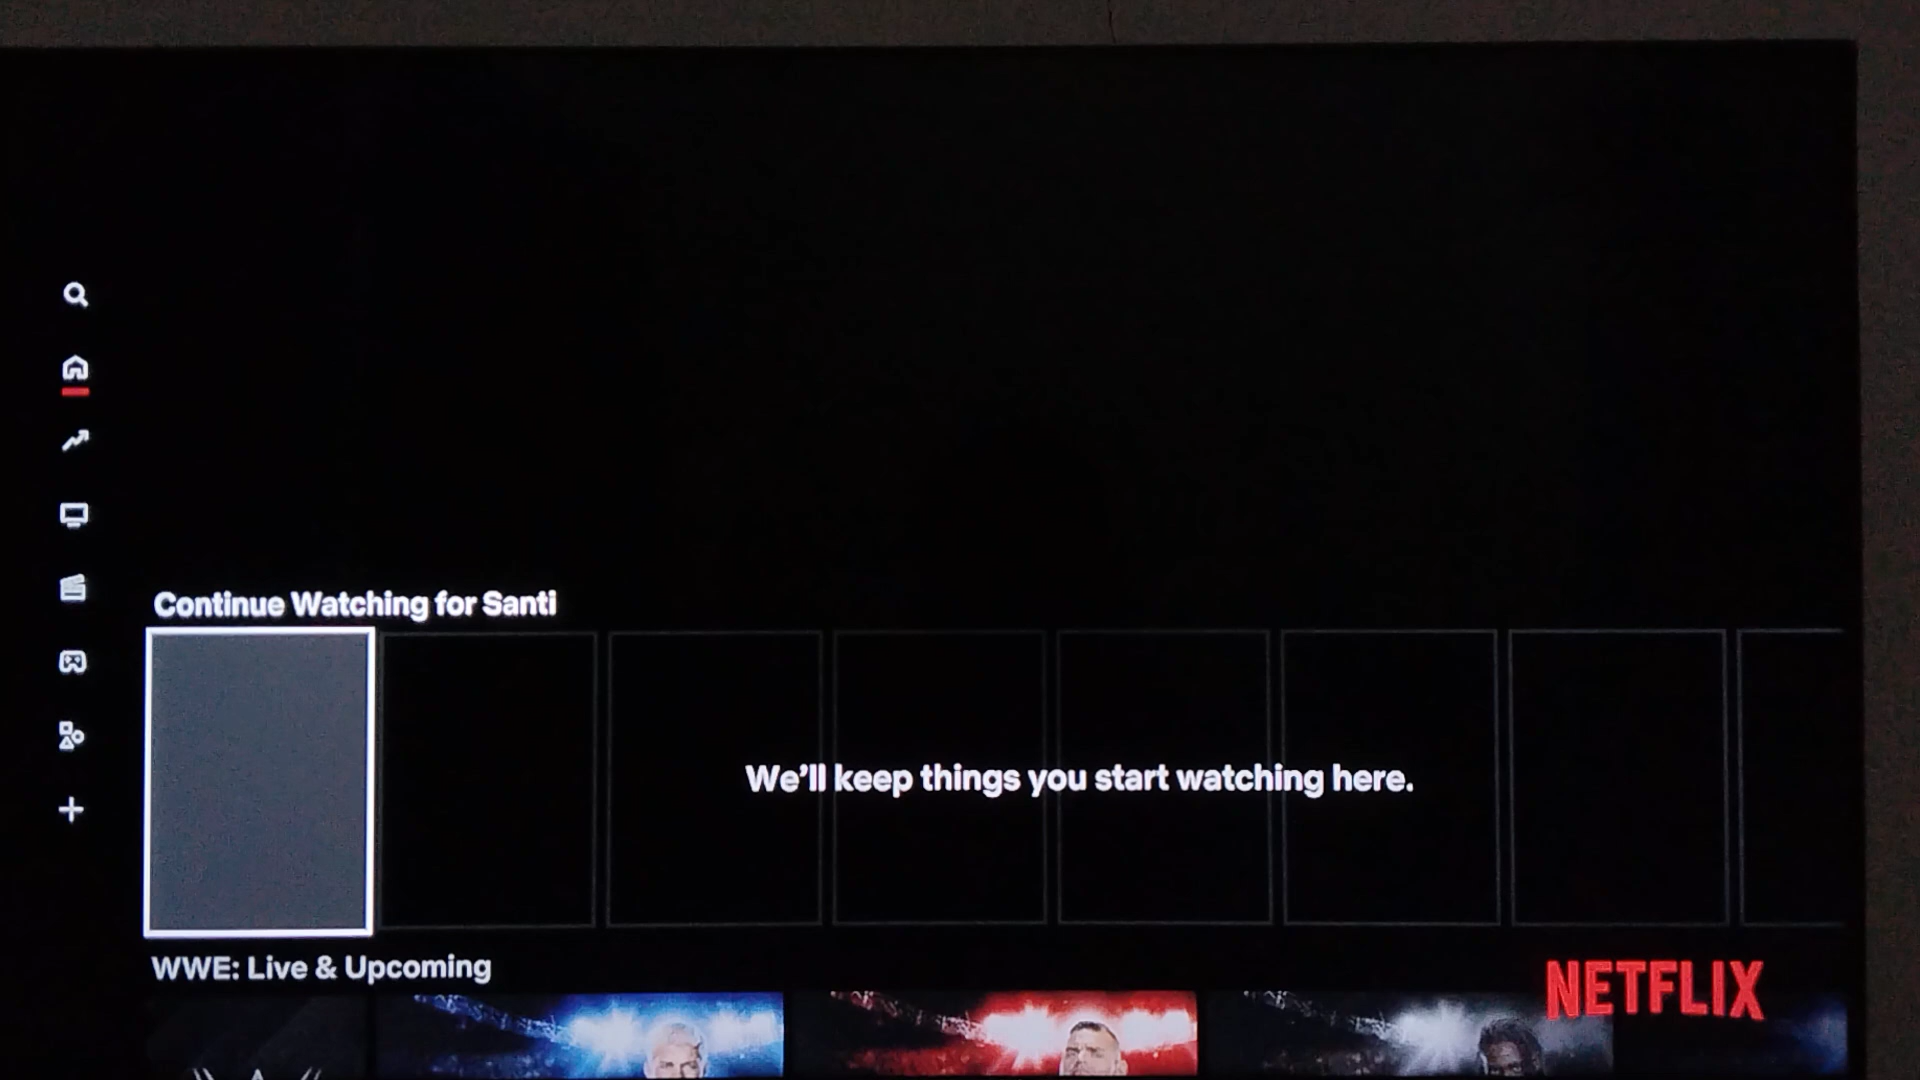 Continue Watching for Santi
We'll keep things you start watching here.
WWE: Live & Upcoming
NETFLIX